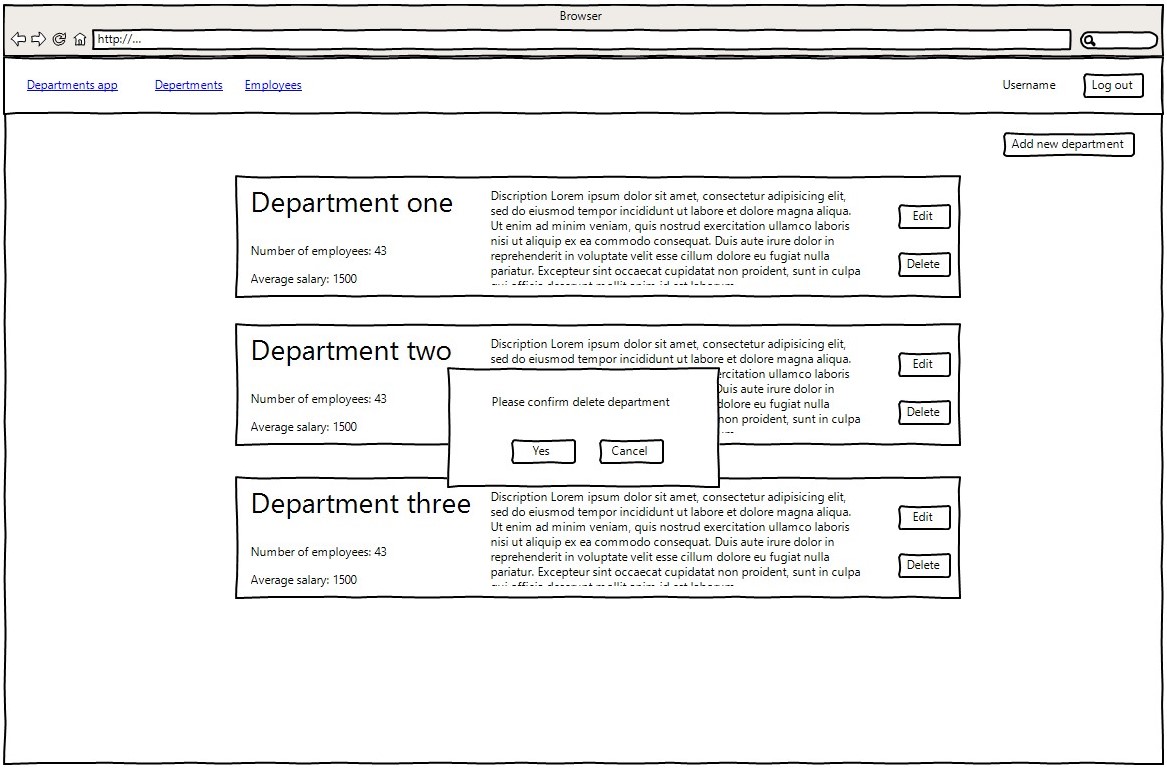 Browser
http://...
Departments app Depertments Employees Username Log out
Add new department
Department one
Number of employees: 43
Average salary: 1500
Discription Lorem ipsum dolor sit amet, consectetur adipisicing elit,
sed do eiusmod tempor incididunt ut labore et dolore magna aliqua.
Ut enim ad minim veniam, quis nostrud exercitation ullamco laboris
nisi ut aliquip ex ea commodo consequat. Duis aute irure dolor in
reprehenderit in voluptate velit esse cillum dolore eu fugiat nulla
pariatur. Excepteur sint occaecat cupidatat non proident, sunt in culpa
Edit
Delete
Department two
Number of employees: 43
Average salary: 1500
Discription Lorem ipsum dolor sit amet, consectetur adipisicing elit,
sed do eiusmod tempor incididunt ut labore et dolore magna aliqua.
ullamco laboris
Duis aute irure dolor in
dolore eu fugiat nulla
non proident, sunt in culpa
Edit
Delete
Please confirm delete department
Yes Cancel
Department three
Number of employees: 43
Average salary: 1500
Discription Lorem ipsum dolor sit amet, consectetur adipisicing elit,
sed do eiusmod tempor incididunt ut labore et dolore magna aliqua.
Ut enim ad minim veniam, quis nostrud exercitation ullamco laboris
nisi ut aliquip ex ea commodo consequat. Duis aute irure dolor in
reprehenderit in voluptate velit esse cillum dolore eu fugiat nulla
pariatur. Excepteur sint occaecat cupidatat non proident, sunt in culpa
Edit
Delete